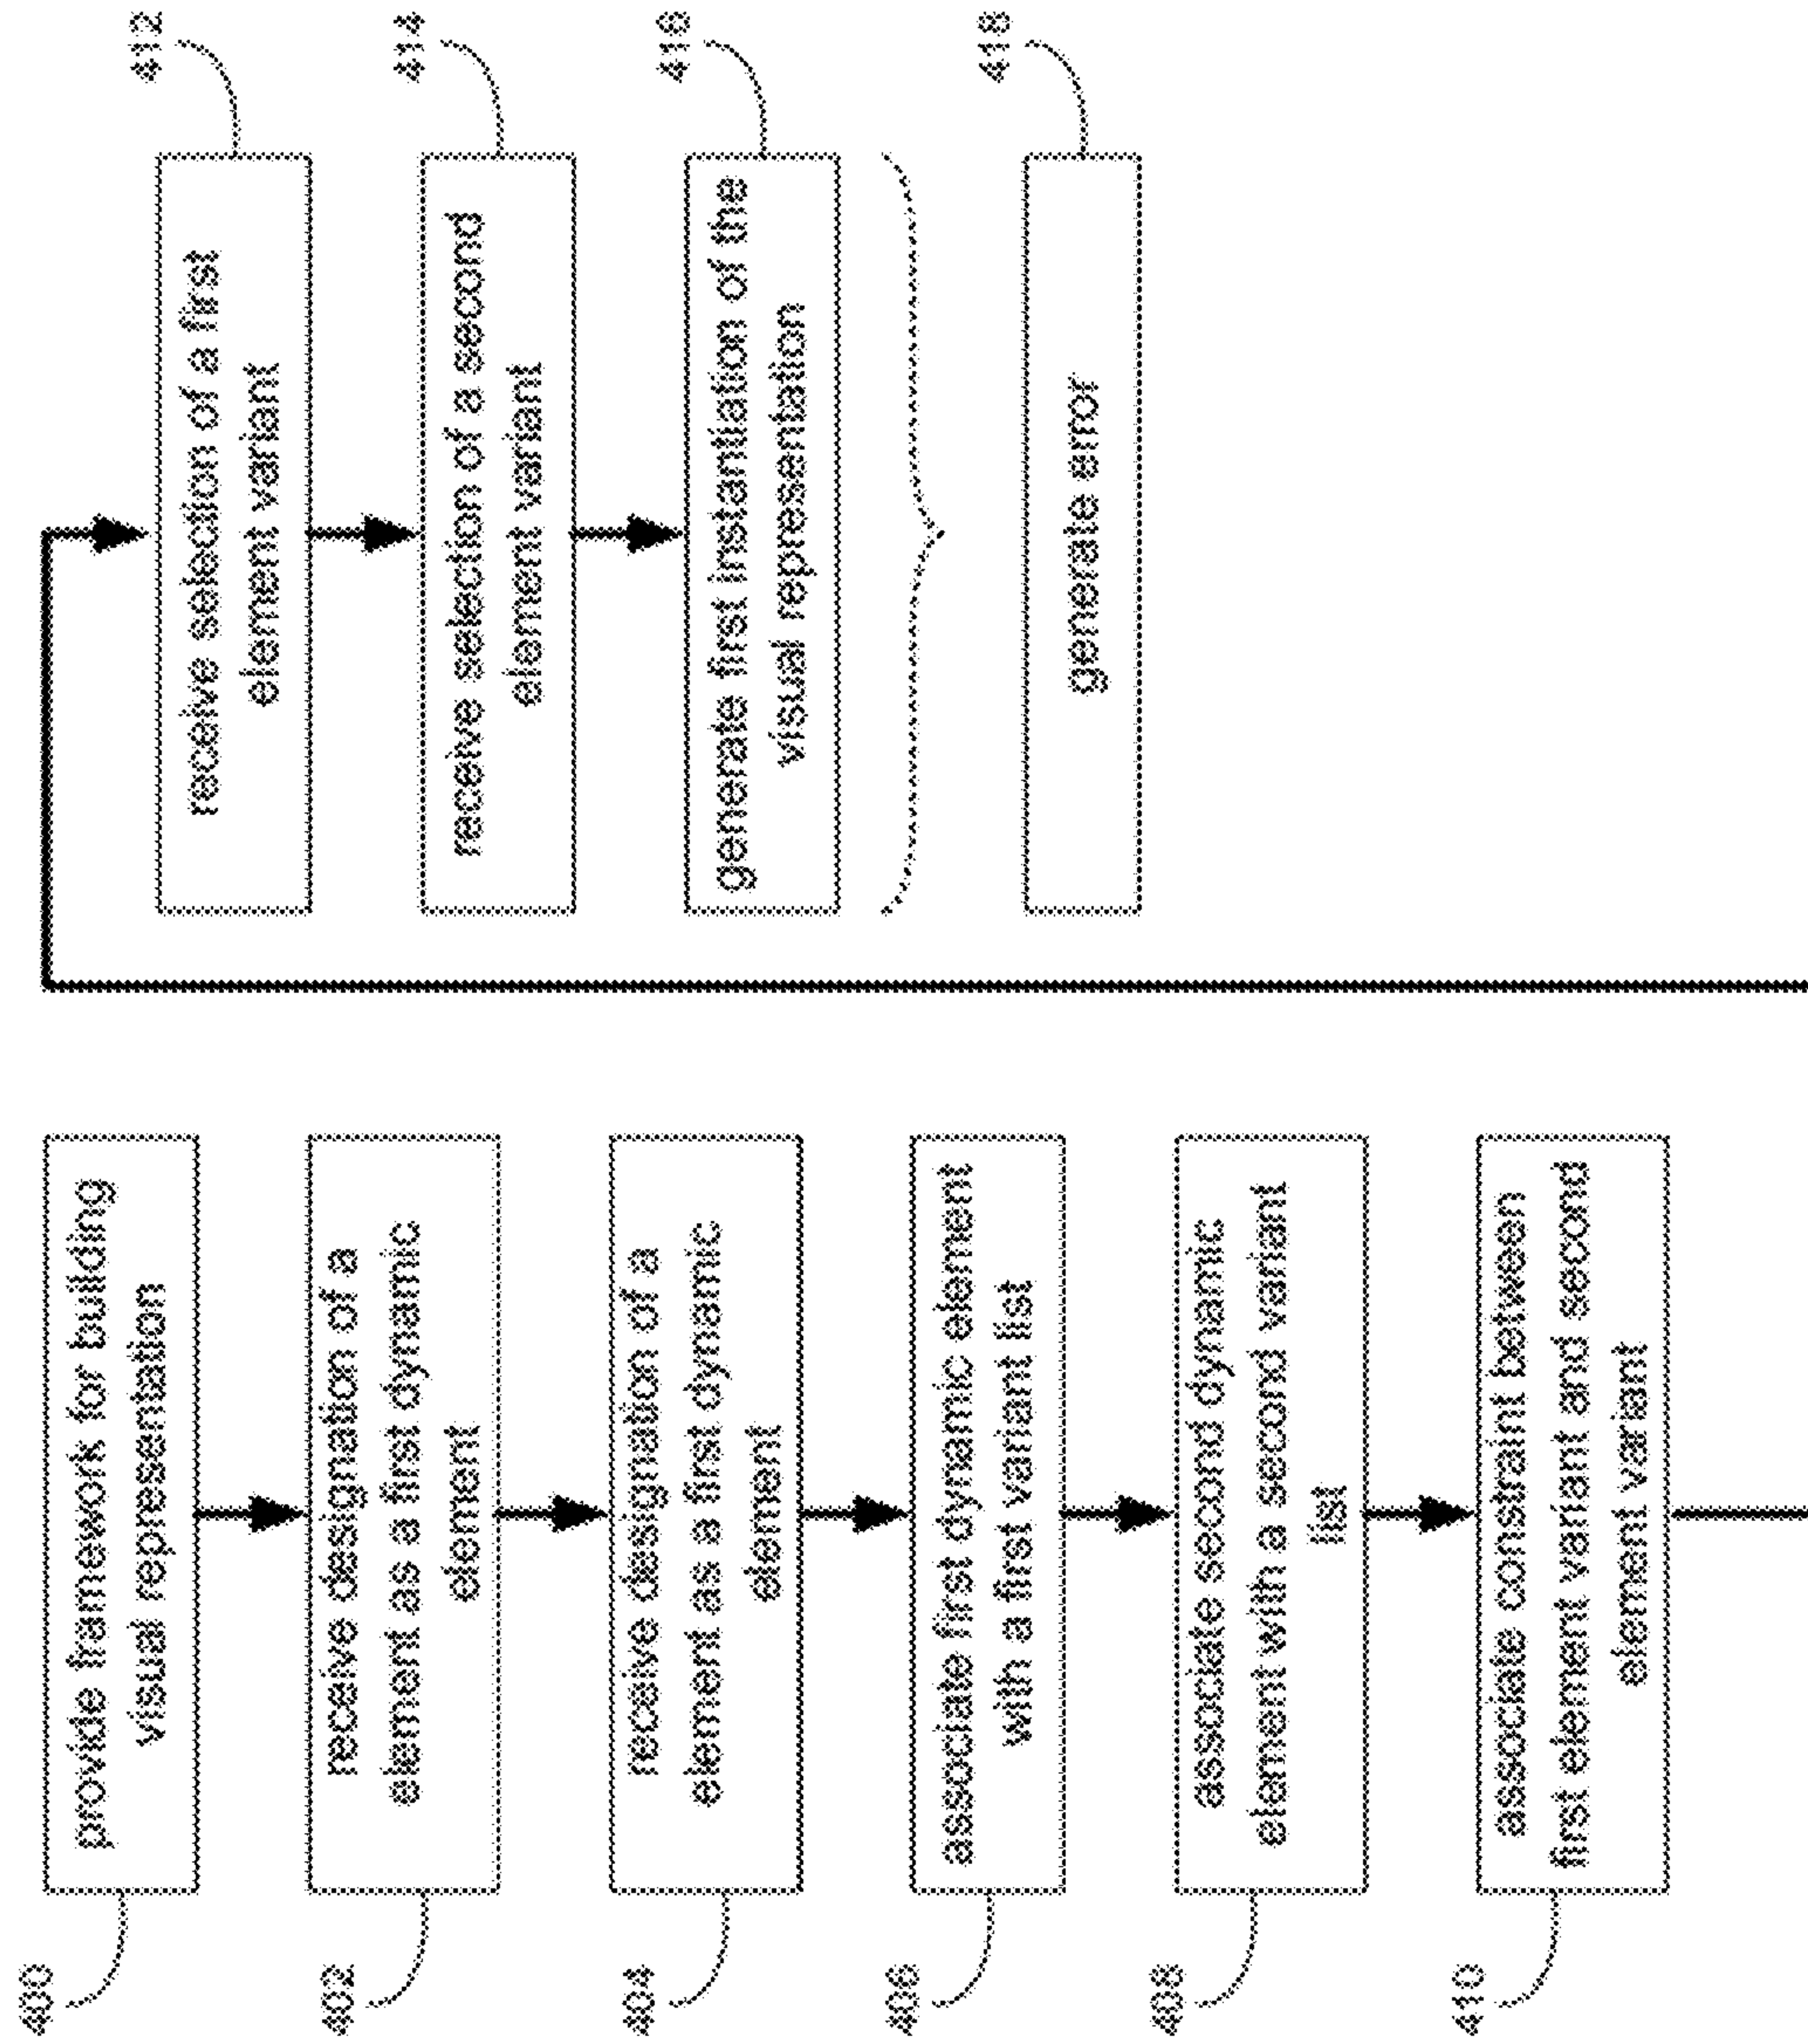 400
provide framework for building
visual representation
402
receive designation of a
element as a first dynamic
element
404
receive designation of a
element as a first dynamic
element
406
associate first dynamic element
with a first variant list
408
associate second dynamic
element with a second variant
list
410
associate constraint between
first element variant and second
element variant
412
receive selection of a first
element variant
414
receive selection of a second
element variant
416
generate first instantiation of the
visual representation
418
generate error